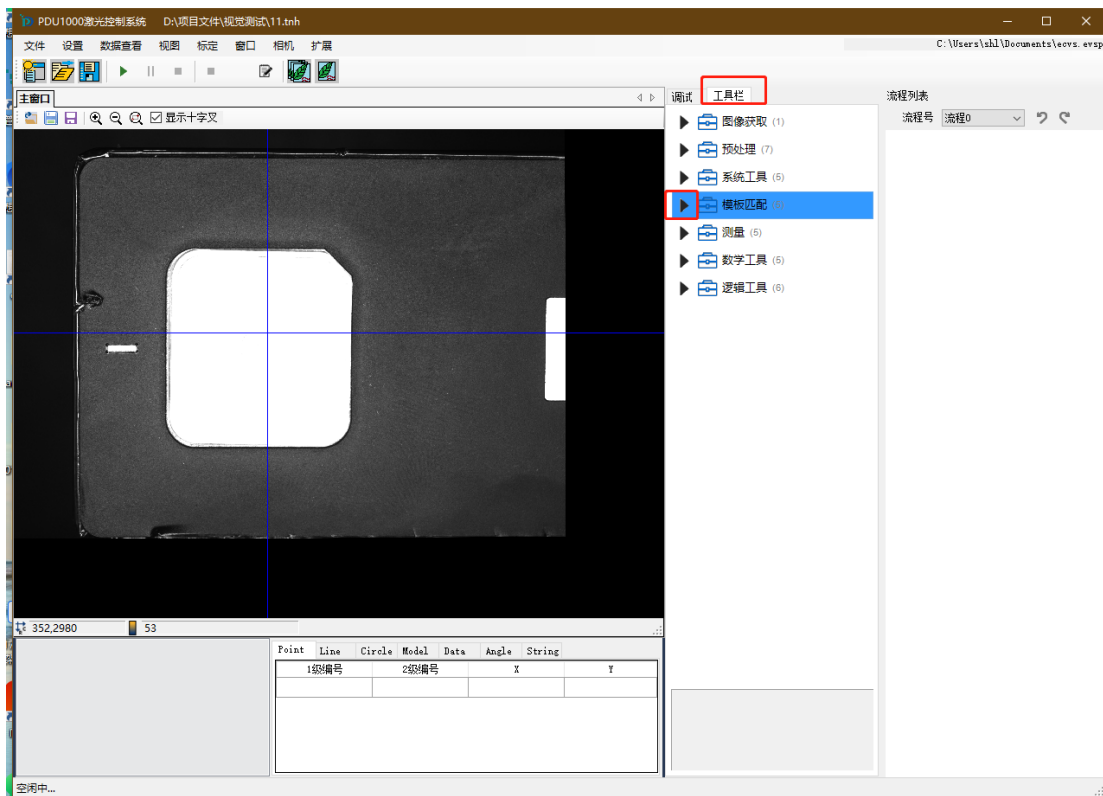 PDU1000激光控制系统 D:\项目文件\视觉测试\11.tnh
文件 设置 数据查看 视图 标定 窗口 相机 扩展
C:\Users\shl\Documents\ecvs.evsp
主窗口
显示十字叉
调试 工具栏
流程列表
流程号 流程0
图像获取 (1)
预处理 (7)
系统工具 (5)
模板匹配
测量 (5)
数学工具 (5)
逻辑工具 (6)
352,2980 53
Point Line Circle Model Data Angle String
1级编号 2级编号 X Y
空闲中...